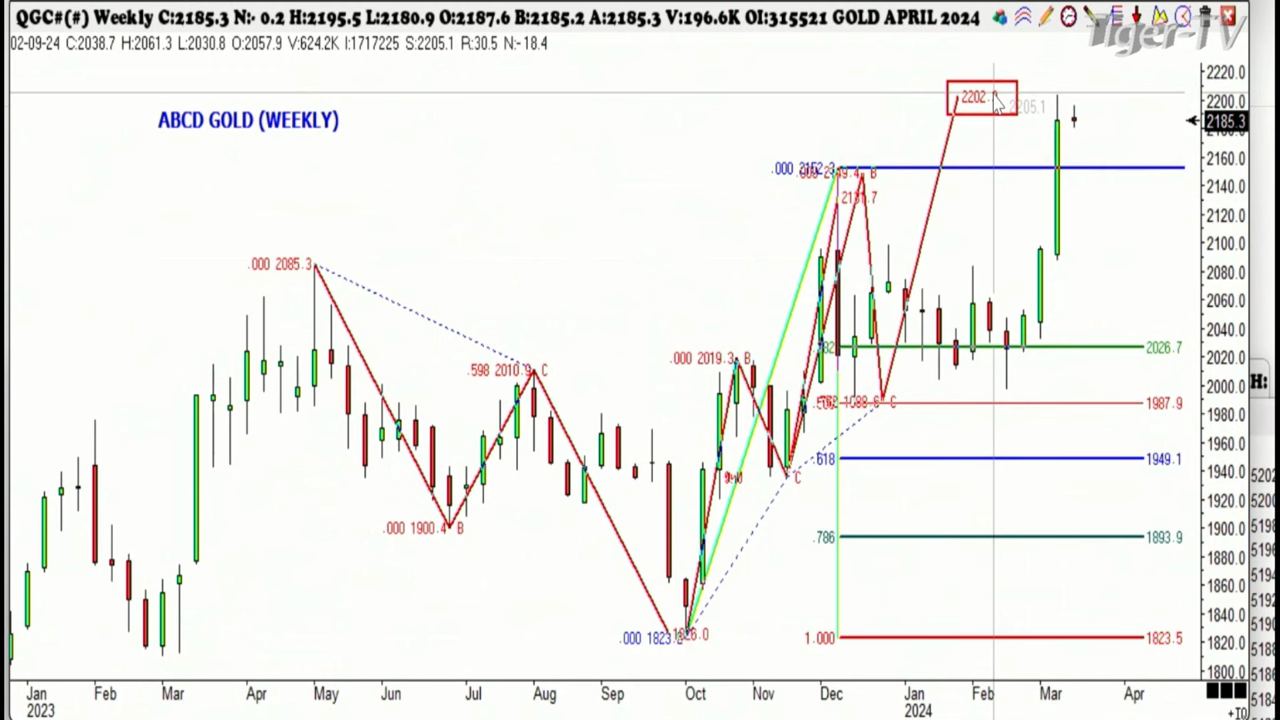 QGC#(#) Weekly C:2185.3 N:- 0.2 H:2195.5 L:2180.9 O:2187.6 B:2185.2 A:2185.3 V:196.6K OI:315521 GOLD APRIL 2024
02-09-24 C:2038.7 H:2061.3 L:2030.8 O:2057.9 V:624.2K I:1717225 S:2205.1 R:30.5 N:-18.4
Tiger-TV
ABCD GOLD (WEEKLY)
2202.
2205.1
2220.0
2200.0
2185.3
2160.0
2140.0
2120.0
2100.0
2080.0
2060.0
2040.0
2020.0
2000.0
1980.0
1960.0
1940.0
1920.0
1900.0
1880.0
1860.0
1840.0
1820.0
1800.0
.000 2152.3
B
.000 2085.3
.598 2010.9 C
.000 1900.4 B
.000 2019.3 B
C
C
2026.7
1987.9
.618
1949.1
.786
1893.9
1.000
1823.5
.000 1823.
H:
Jan Feb Mar Apr May Jun Jul Aug Sep Oct Nov Dec Jan Feb Mar Apr
2023 2024
+T0